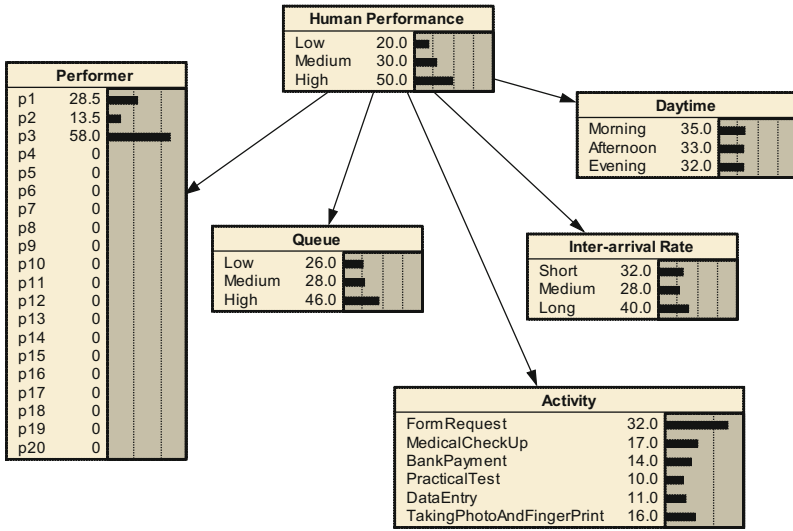 Human Performance
Low 20.0
Medium 30.0
High 50.0
Performer
p1 28.5
p2 13.5
p3 58.0
p4 0
p5 0
p6 0
p7 0
p8 0
p9 0
p10 0
p11 0
p12 0
p13 0
p14 0
p15 0
p16 0
p17 0
p18 0
p19 0
p20 0
Daytime
Morning 35.0
Afternoon 33.0
Evening 32.0
Queue
Low 26.0
Medium 28.0
High 46.0
Inter-arrival Rate
Short 32.0
Medium 28.0
Long 40.0
Activity
FormRequest 32.0
MedicalCheckUp 17.0
BankPayment 14.0
PracticalTest 10.0
DataEntry 11.0
TakingPhotoAndFingerPrint 16.0